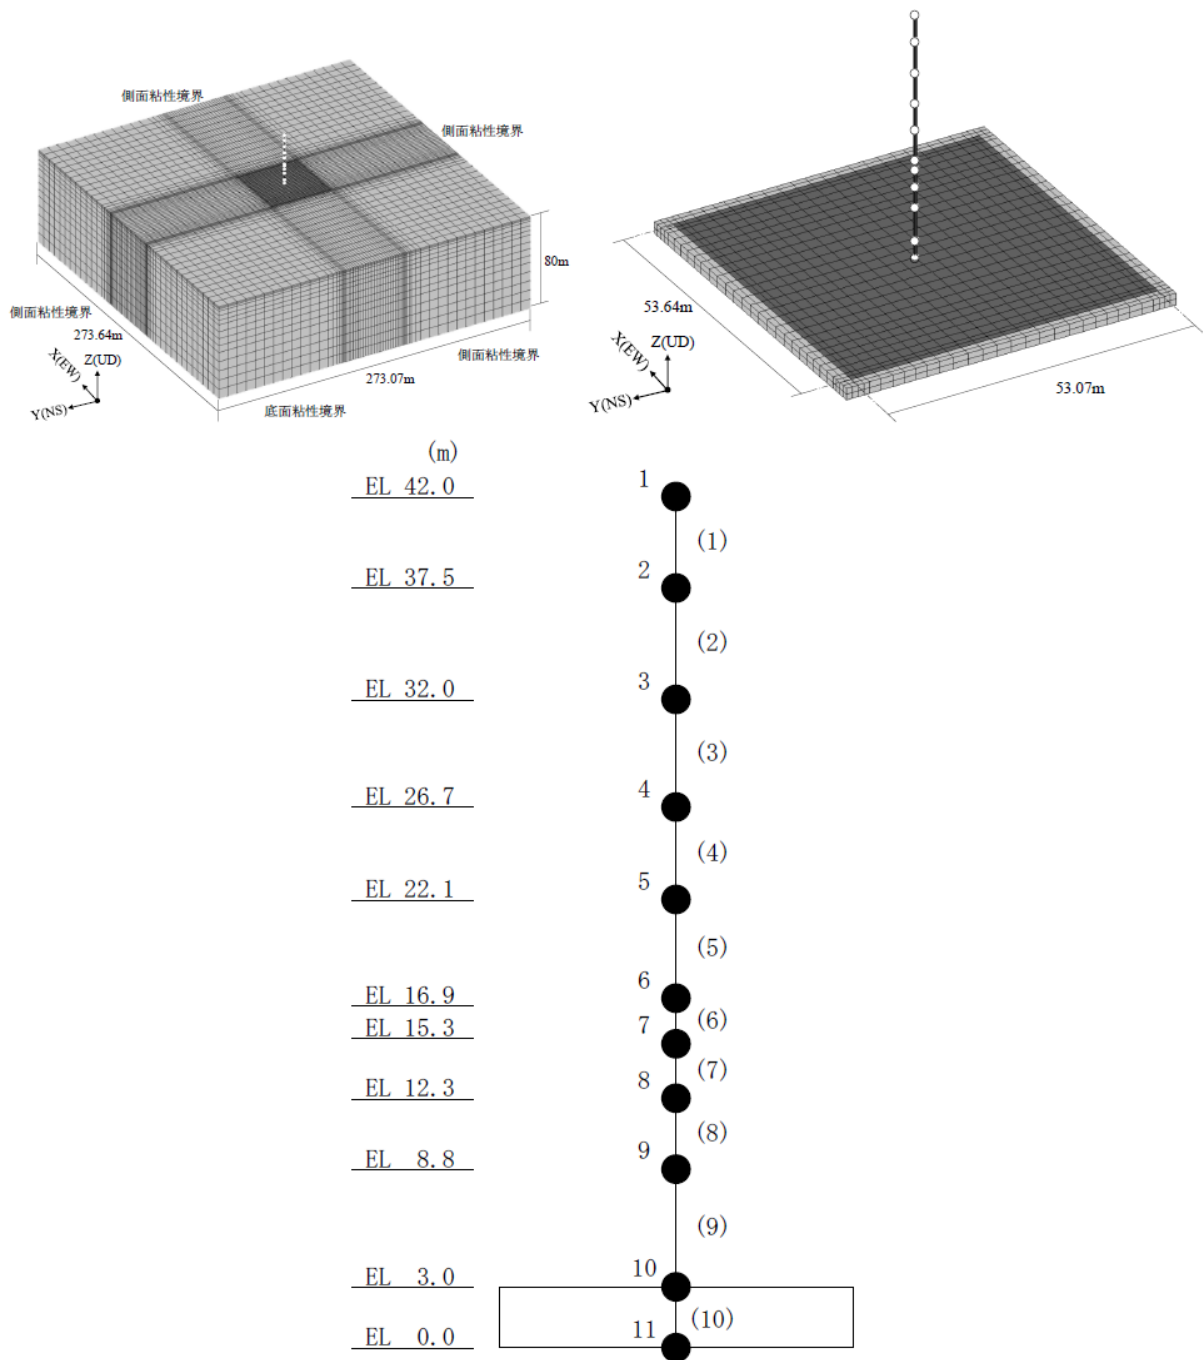 側面粘性境界
側面粘性境界
80m
側面粘性境界
273.64m
X(EW)
Z(UD)
Y(NS)
側面粘性境界
273.07m
底面粘性境界
53.64m
X(EW)
Z(UD)
Y(NS)
53.07m
(m)
EL 42.0
1
(1)
EL 37.5
2
(2)
EL 32.0
3
(3)
EL 26.7
4
(4)
EL 22.1
5
(5)
EL 16.9
6
(6)
EL 15.3
7
(7)
EL 12.3
8
(8)
EL 8.8
9
(9)
EL 3.0
10
(10)
EL 0.0
11